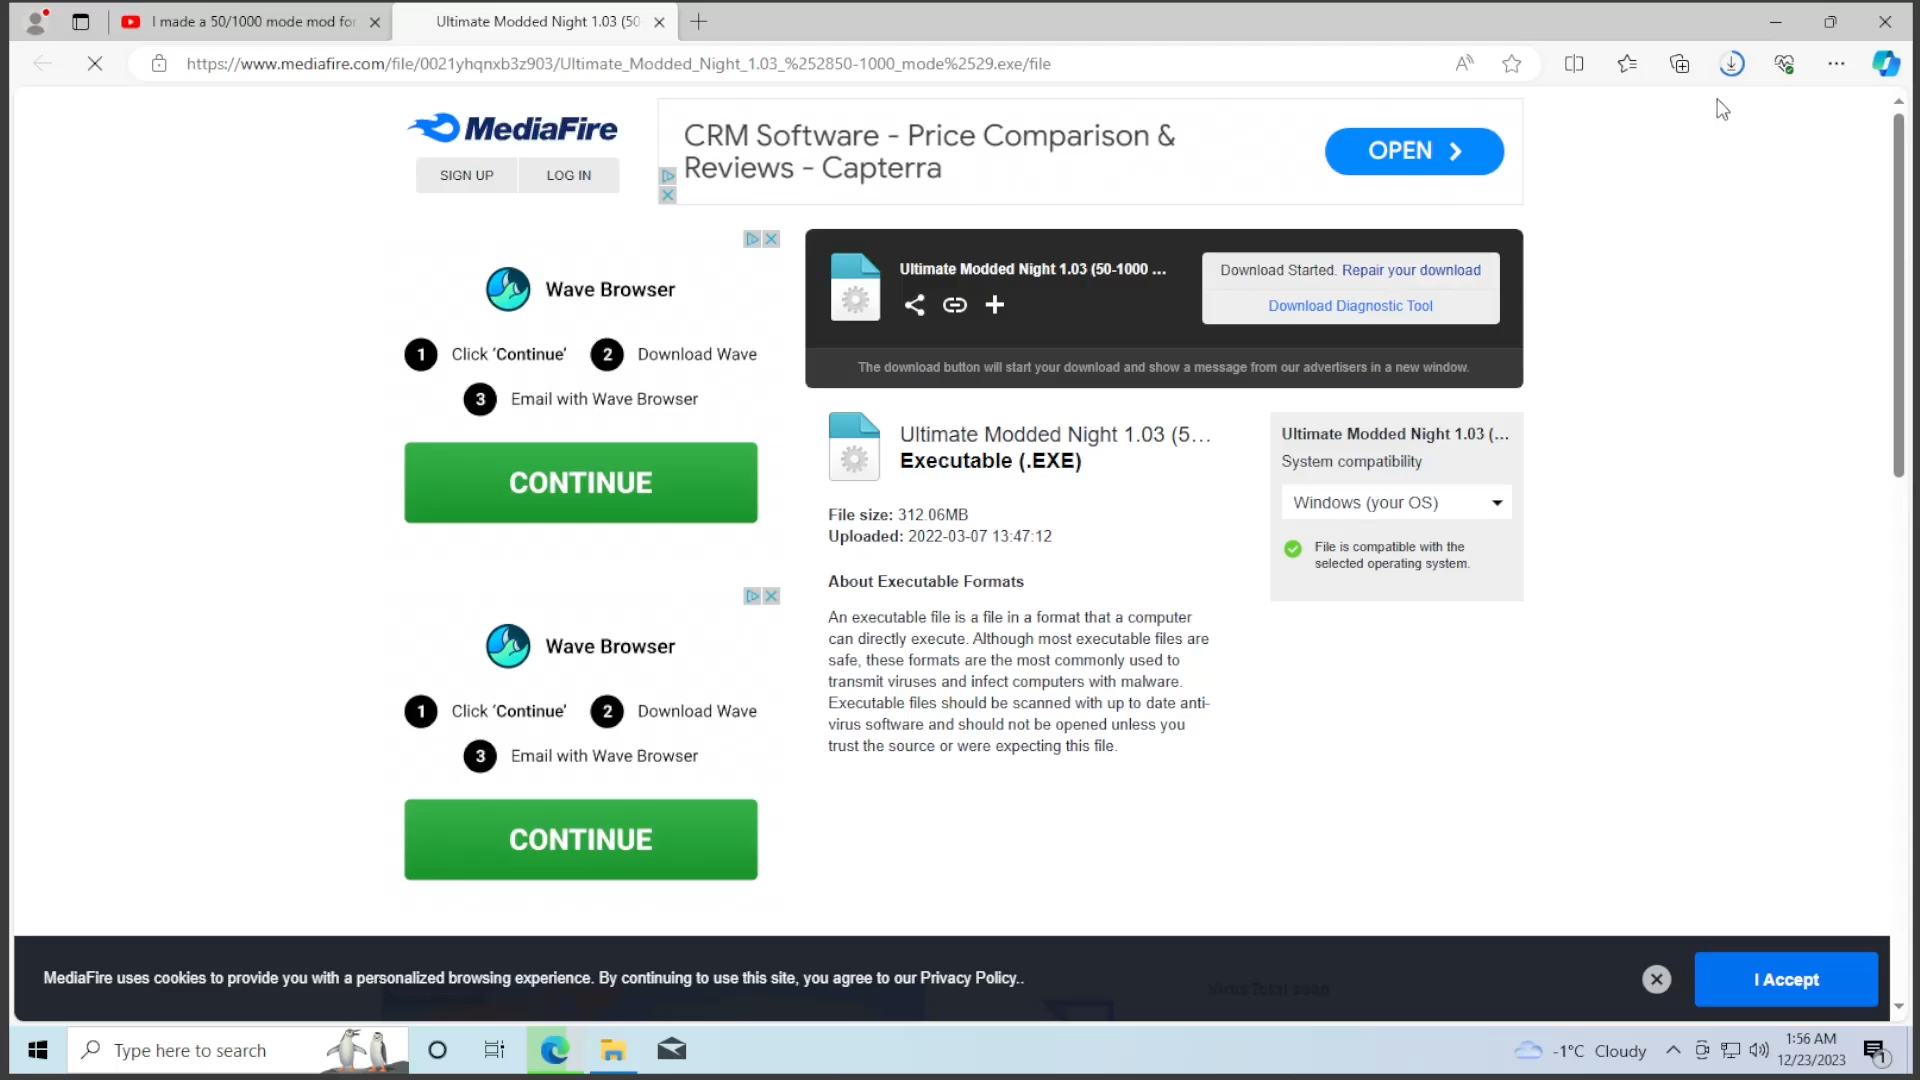 I made a 50/1000 mode mod for
Ultimate Modded Night 1.03 (50
https://www.mediafire.com/file/0021yhqnxb3z903/Ultimate_Modded_Night_1.03_%252850-1000_mode%2529.exe/file
MediaFire
SIGN UP
LOG IN
CRM Software - Price Comparison &
Reviews - Capterra
OPEN
Wave Browser
1 Click 'Continue' 2 Download Wave
3 Email with Wave Browser
CONTINUE
Ultimate Modded Night 1.03 (50-1000 ...
Download Started. Repair your download
Download Diagnostic Tool
The download button will start your download and show a message from our advertisers in a new window.
Ultimate Modded Night 1.03 (5...
Executable (.EXE)
File size: 312.06MB
Uploaded: 2022-03-07 13:47:12
About Executable Formats
An executable file is a file in a format that a computer
can directly execute. Although most executable files are
safe, these formats are the most commonly used to
transmit viruses and infect computers with malware.
Executable files should be scanned with up to date anti-
virus software and should not be opened unless you
trust the source or were expecting this file.
Ultimate Modded Night 1.03 (...
System compatibility
Windows (your OS)
File is compatible with the
selected operating system.
Wave Browser
1 Click 'Continue' 2 Download Wave
3 Email with Wave Browser
CONTINUE
MediaFire uses cookies to provide you with a personalized browsing experience. By continuing to use this site, you agree to our Privacy Policy..
Virus Total scan
I Accept
Type here to search
-1°C Cloudy
1:56 AM
12/23/2023
1